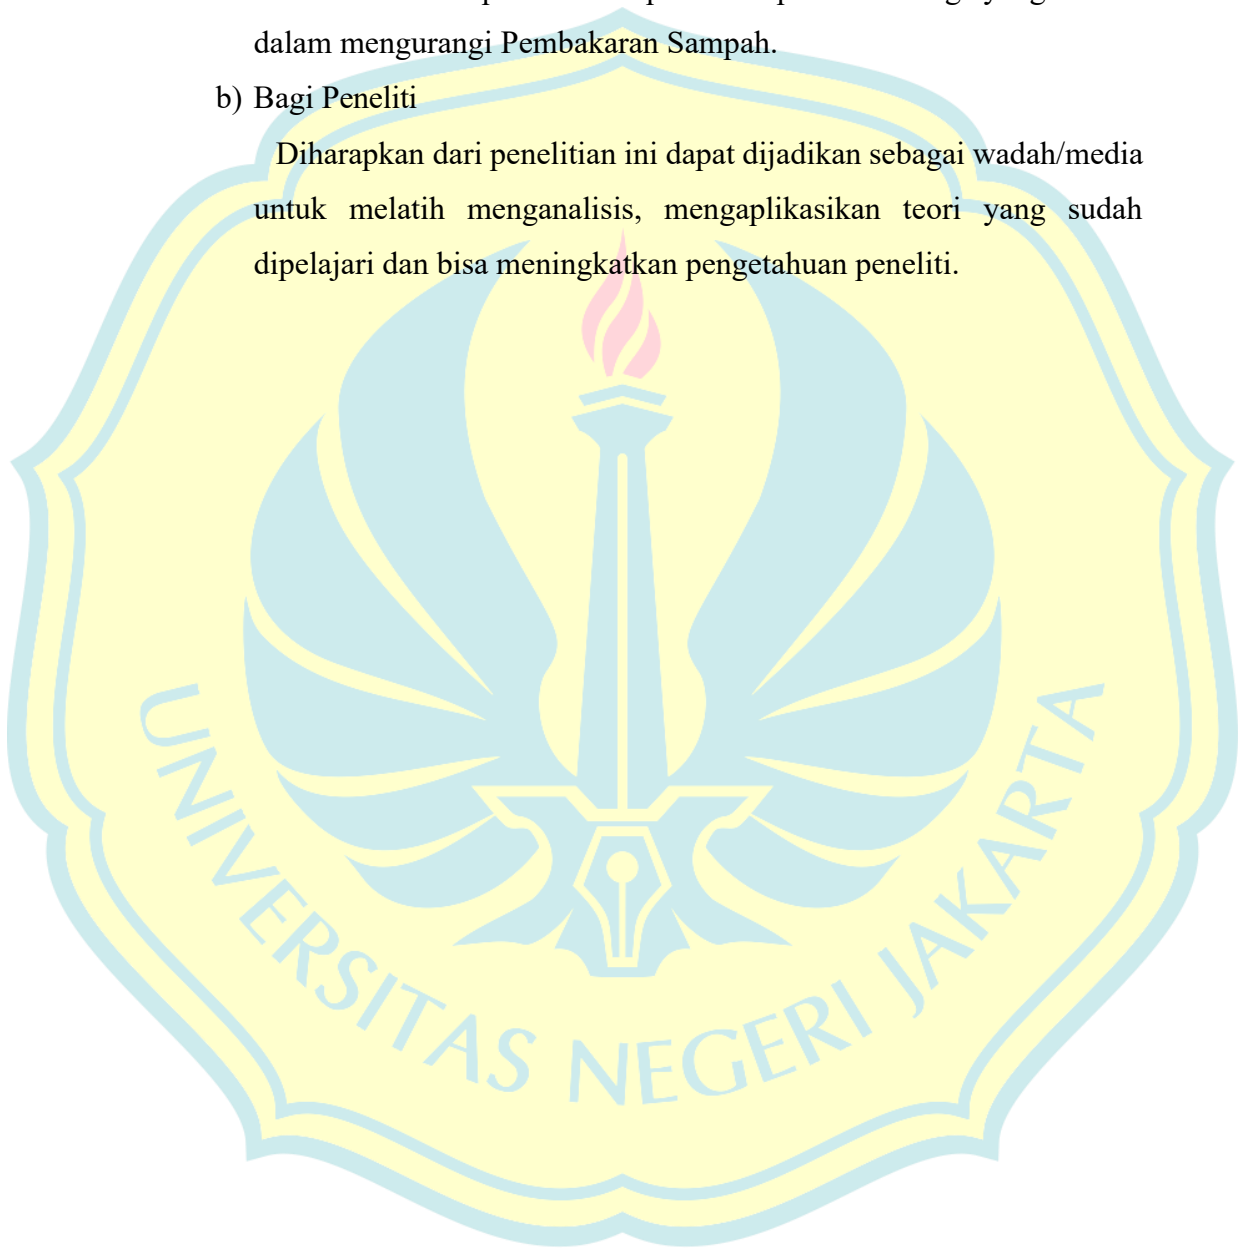 dalam mengurangi Pembakaran Sampah.
b) Bagi Peneliti
Diharapkan dari penelitian ini dapat dijadikan sebagai wadah/media
untuk melatih menganalisis, mengaplikasikan teori yang sudah
dipelajari dan bisa meningkatkan pengetahuan peneliti.
UNIVERSITAS NEGERI JAKARTA